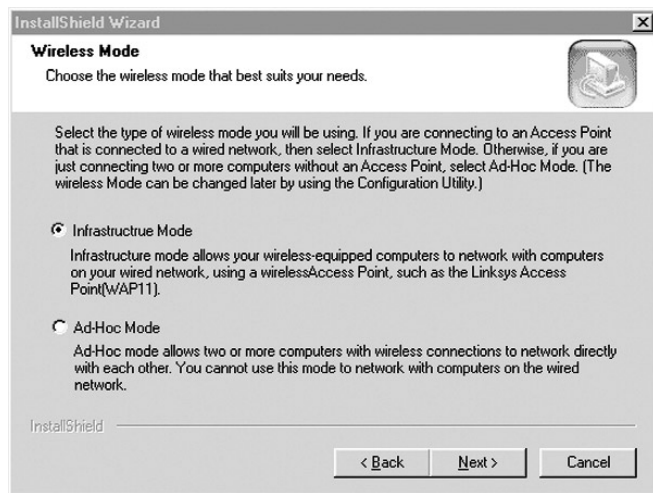 InstallShield Wizard
Wireless Mode
Choose the wireless mode that best suits your needs.
Select the type of wireless mode you will be using. If you are connecting to an Access Point
that is connected to a wired network, then select Infrastructure Mode. Otherwise, if you are
just connecting two or more computers without an Access Point, select Ad-Hoc Mode. (The
wireless Mode can be changed later by using the Configuration Utility.)
Infrastructrue Mode
Infrastructure mode allows your wireless-equipped computers to network with computers
on your wired network, using a wirelessAccess Point, such as the Linksys Access
Point(WAP11).
Ad-Hoc Mode
Ad-Hoc mode allows two or more computers with wireless connections to network directly
with each other. You cannot use this mode to network with computers on the wired
network.
InstallShield
< Back Next > Cancel